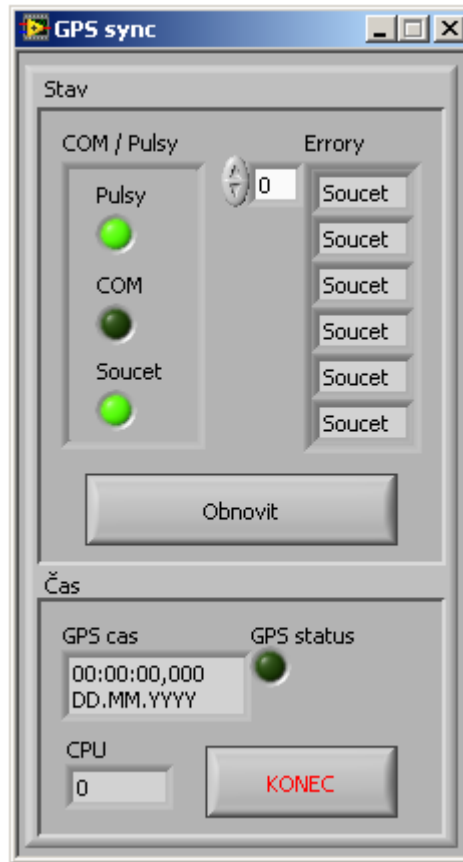 GPS sync
Stav
COM / Pulsy
Errory
Pulsy
COM
Soucet
0
Soucet
Soucet
Soucet
Soucet
Soucet
Soucet
Obnovit
Čas
GPS cas
GPS status
00:00:00,000
DD.MM.YYYY
CPU
0
KONEC